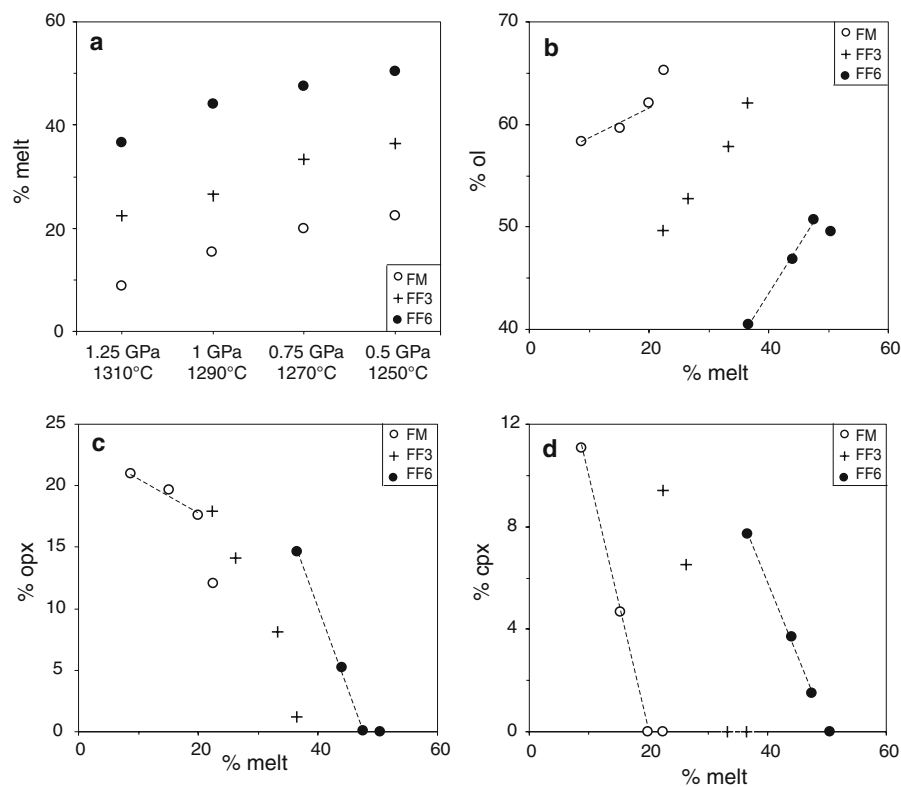 a
60
40
20
0
% melt
FM
FF3
FF6
1.25 GPa 1 GPa 0.75 GPa 0.5 GPa
1310°C 1290°C 1270°C 1250°C
b
70
60
50
40
% ol
FM
FF3
FF6
0 20 40 60
% melt
c
25
20
15
10
5
0
% opx
FM
FF3
FF6
0 20 40 60
% melt
d
12
8
4
0
% cpx
FM
FF3
FF6
0 20 40 60
% melt